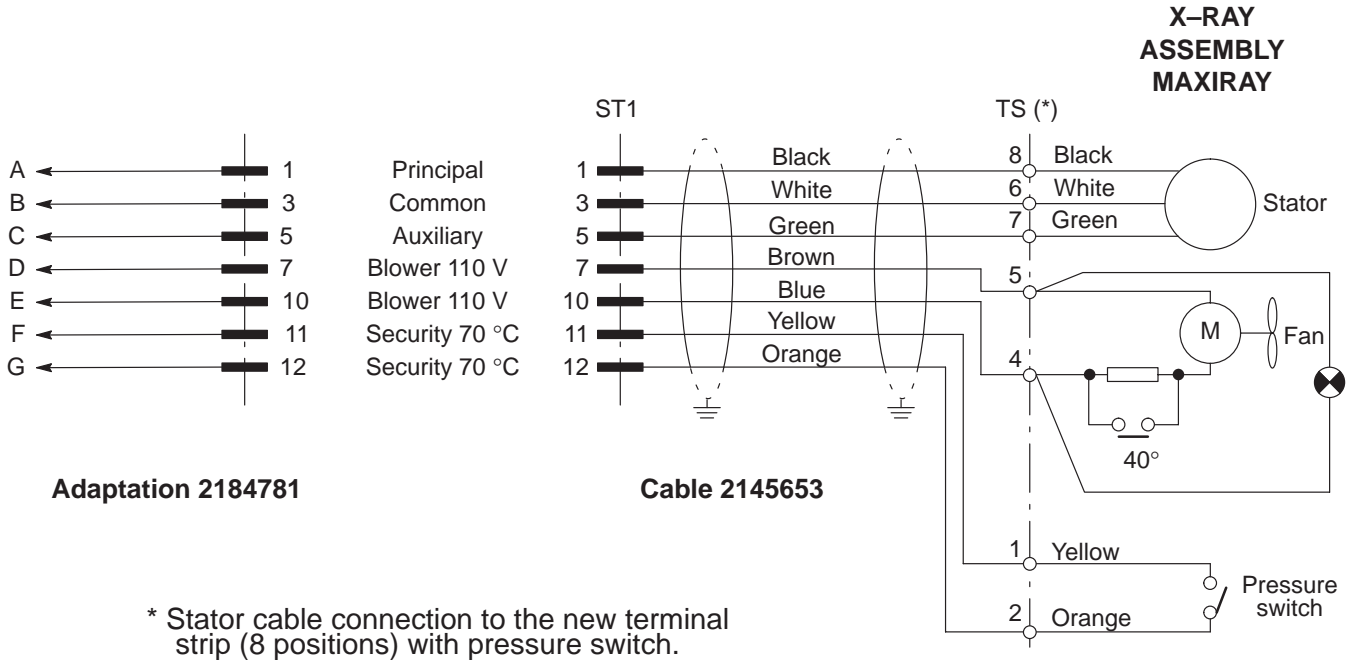 X–RAY
ASSEMBLY
MAXIRAY
ST1
TS (*)
A 1 Principal 1 Black 8 Black
B 3 Common 3 White 6 White Stator
C 5 Auxiliary 5 Green 7 Green
D 7 Blower 110 V 7 Brown 5
E 10 Blower 110 V 10 Blue
F 11 Security 70 °C 11 Yellow M Fan
G 12 Security 70 °C 12 Orange 4
r r
40°
Adaptation 2184781
Cable 2145653
1 Yellow
Pressure
switch
2 Orange
* Stator cable connection to the new terminal
strip (8 positions) with pressure switch.